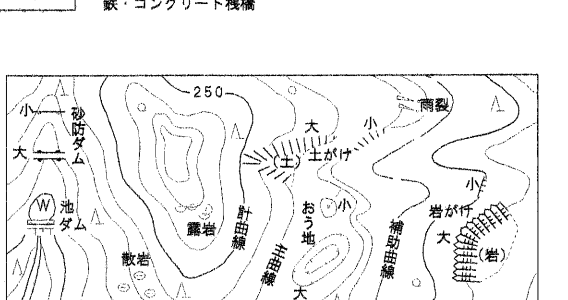 鉄・コンクリート桟橋
250
小
砂防ダム
大
W
池
ダム
露岩
散岩
計曲線
主曲線
大
小
土
土がけ
おう地
小
大
補助曲線
雨裂
小
岩がけ
大
(岩)